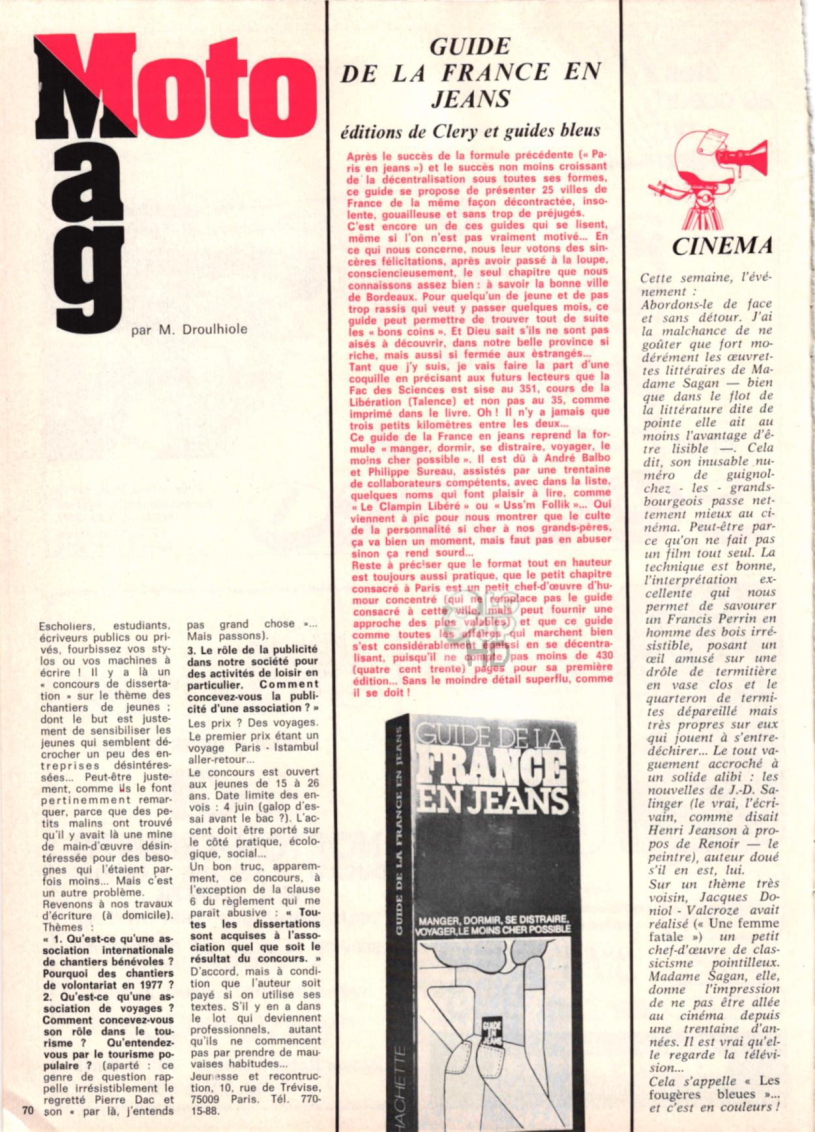 Moto
Mag
par M. Droulhiole
Escholiers, estudiants,
écriveurs publics ou pri-
vés, fourbissez vos sty-
los ou vos machines à
écrire ! Il y a là un
« concours de disserta-
tion » sur le thème des
chantiers de jeunes ;
dont le but est juste-
ment de sensibiliser les
jeunes qui semblent dé-
crocher un peu des en-
treprises désintéres-
sées... Peut-être juste-
ment, comme ils le font
pertinemment remar-
quer, parce que des pe-
tits malins ont trouvé
qu'il y avait là une mine
de main-d'œuvre désin-
téressée pour des beso-
gnes qui l'étaient par-
fois moins... Mais c'est
un autre problème.
Revenons à nos travaux
d'écriture (à domicile).
Thèmes :
« 1. Qu'est-ce qu'une as-
sociation internationale
de chantiers bénévoles ?
Pourquoi des chantiers
de volontariat en 1977 ?
2. Qu'est-ce qu'une as-
sociation de voyages ?
Comment concevez-vous
son rôle dans le tou-
risme ? Qu'entendez-
vous par le tourisme po-
pulaire ? (aparté : ce
genre de question rap-
pelle irrésistiblement le
regretté Pierre Dac et
son « par là, j'entends
pas grand chose »...
Mais passons).
3. Le rôle de la publicité
dans notre société pour
des activités de loisir en
particulier. Comment
concevez-vous la publi-
cité d'une association ? »
Les prix ? Des voyages.
Le premier prix étant un
voyage Paris - Istambul
aller-retour...
Le concours est ouvert
aux jeunes de 15 à 26
ans. Date limite des en-
vois : 4 juin (galop d'es-
sai avant le bac ?). L'ac-
cent doit être porté sur
le côté pratique, écolo-
gique, social...
Un bon truc, apparem-
ment, ce concours, à
l'exception de la clause
6 du règlement qui me
parait abusive : « Tou-
tes les dissertations
sont acquises à l'asso-
ciation quel que soit le
résultat du concours. »
D'accord, mais à condi-
tion que l'auteur soit
payé si on utilise ses
textes. S'il y en a dans
le lot qui deviennent
professionnels, autant
qu'ils ne commencent
pas par prendre de mau-
vaises habitudes...
Jeunesse et reconstruc-
tion, 10, rue de Trévise,
75009 Paris. Tél. 770-
15-88.
70
GUIDE
DE LA FRANCE EN
JEANS
éditions de Clery et guides bleus
Après le succès de la formule précédente (« Pa-
ris en jeans ») et le succès non moins croissant
de la décentralisation sous toutes ses formes,
ce guide se propose de présenter 25 villes de
France de la même façon décontractée, inso-
lente, gouailleuse et sans trop de préjugés.
C'est encore un de ces guides qui se lisent,
même si l'on n'est pas vraiment motivé... En
ce qui nous concerne, nous leur votons des sin-
cères félicitations, après avoir passé à la loupe,
consciencieusement, le seul chapitre que nous
connaissons assez bien : à savoir la bonne ville
de Bordeaux. Pour quelqu'un de jeune et de pas
trop rassis qui veut y passer quelques mois, ce
guide peut permettre de trouver tout de suite
les « bons coins ». Et Dieu sait s'ils ne sont pas
aisés à découvrir, dans notre belle province si
riche, mais aussi si fermée aux èstrangés...
Tant que j'y suis, je vais faire la part d'une
coquille en précisant aux futurs lecteurs que la
Fac des Sciences est sise au 351, cours de la
Libération (Talence) et non pas au 35, comme
imprimé dans le livre. Oh ! Il n'y a jamais que
trois petits kilomètres entre les deux...
Ce guide de la France en jeans reprend la for-
mule « manger, dormir, se distraire, voyager, le
moins cher possible ». Il est dû à André Balbo
et Philippe Sureau, assistés par une trentaine
de collaborateurs compétents, avec dans la liste,
quelques noms qui font plaisir à lire, comme
« Le Clampin Libéré » ou « Uss'm Follik »... Qui
viennent à pic pour nous montrer que le culte
de la personnalité si cher à nos grands-pères,
ça va bien un moment, mais faut pas en abuser
sinon ça rend sourd...
Reste à préciser que le format tout en hauteur
est toujours aussi pratique, que le petit chapitre
consacré à Paris est un petit chef-d'œuvre d'hu-
mour concentré (qui ne remplace pas le guide
consacré à cette ville, mais peut fournir une
approche des plus valables) et que ce guide
comme toutes les affaires qui marchent bien
s'est considérablement grossi en se décentra-
lisant, puisqu'il ne compte pas moins de 430
(quatre cent trente) pages pour sa première
édition... Sans le moindre détail superflu, comme
il se doit !
GUIDE DE LA FRANCE EN JEANS
HACHETTE
GUIDE DE LA
FRANCE
EN JEANS
MANGER, DORMIR, SE DISTRAIRE,
VOYAGER, LE MOINS CHER POSSIBLE
GUIDE
EN
JEANS
CINEMA
Cette semaine, l'évé-
nement :
Abordons-le de face
et sans détour. J'ai
la malchance de ne
goûter que fort mo-
dérément les œuvret-
tes littéraires de Ma-
dame Sagan — bien
que dans le flot de
la littérature dite de
pointe elle ait au
moins l'avantage d'ê-
tre lisible —. Cela
dit, son inusable nu-
méro de guignol-
chez - les - grands-
bourgeois passe net-
tement mieux au ci-
néma. Peut-être par-
ce qu'on ne fait pas
un film tout seul. La
technique est bonne,
l'interprétation ex-
cellente qui nous
permet de savourer
un Francis Perrin en
homme des bois irré-
sistible, posant un
œil amusé sur une
drôle de termitière
en vase clos et le
quarteron de termi-
tes dépareillé mais
très propres sur eux
qui jouent à s'entre-
déchirer... Le tout va-
guement accroché à
un solide alibi : les
nouvelles de J.-D. Sa-
linger (le vrai, l'écri-
vain, comme disait
Henri Jeanson à pro-
pos de Renoir — le
peintre), auteur doué
s'il en est, lui.
Sur un thème très
voisin, Jacques Do-
niol - Valcroze avait
réalisé (« Une femme
fatale ») un petit
chef-d'œuvre de clas-
sicisme pointilleux.
Madame Sagan, elle,
donne l'impression
de ne pas être allée
au cinéma depuis
une trentaine d'an-
nées. Il est vrai qu'el-
le regarde la télévi-
sion...
Cela s'appelle « Les
fougères bleues »...
et c'est en couleurs !